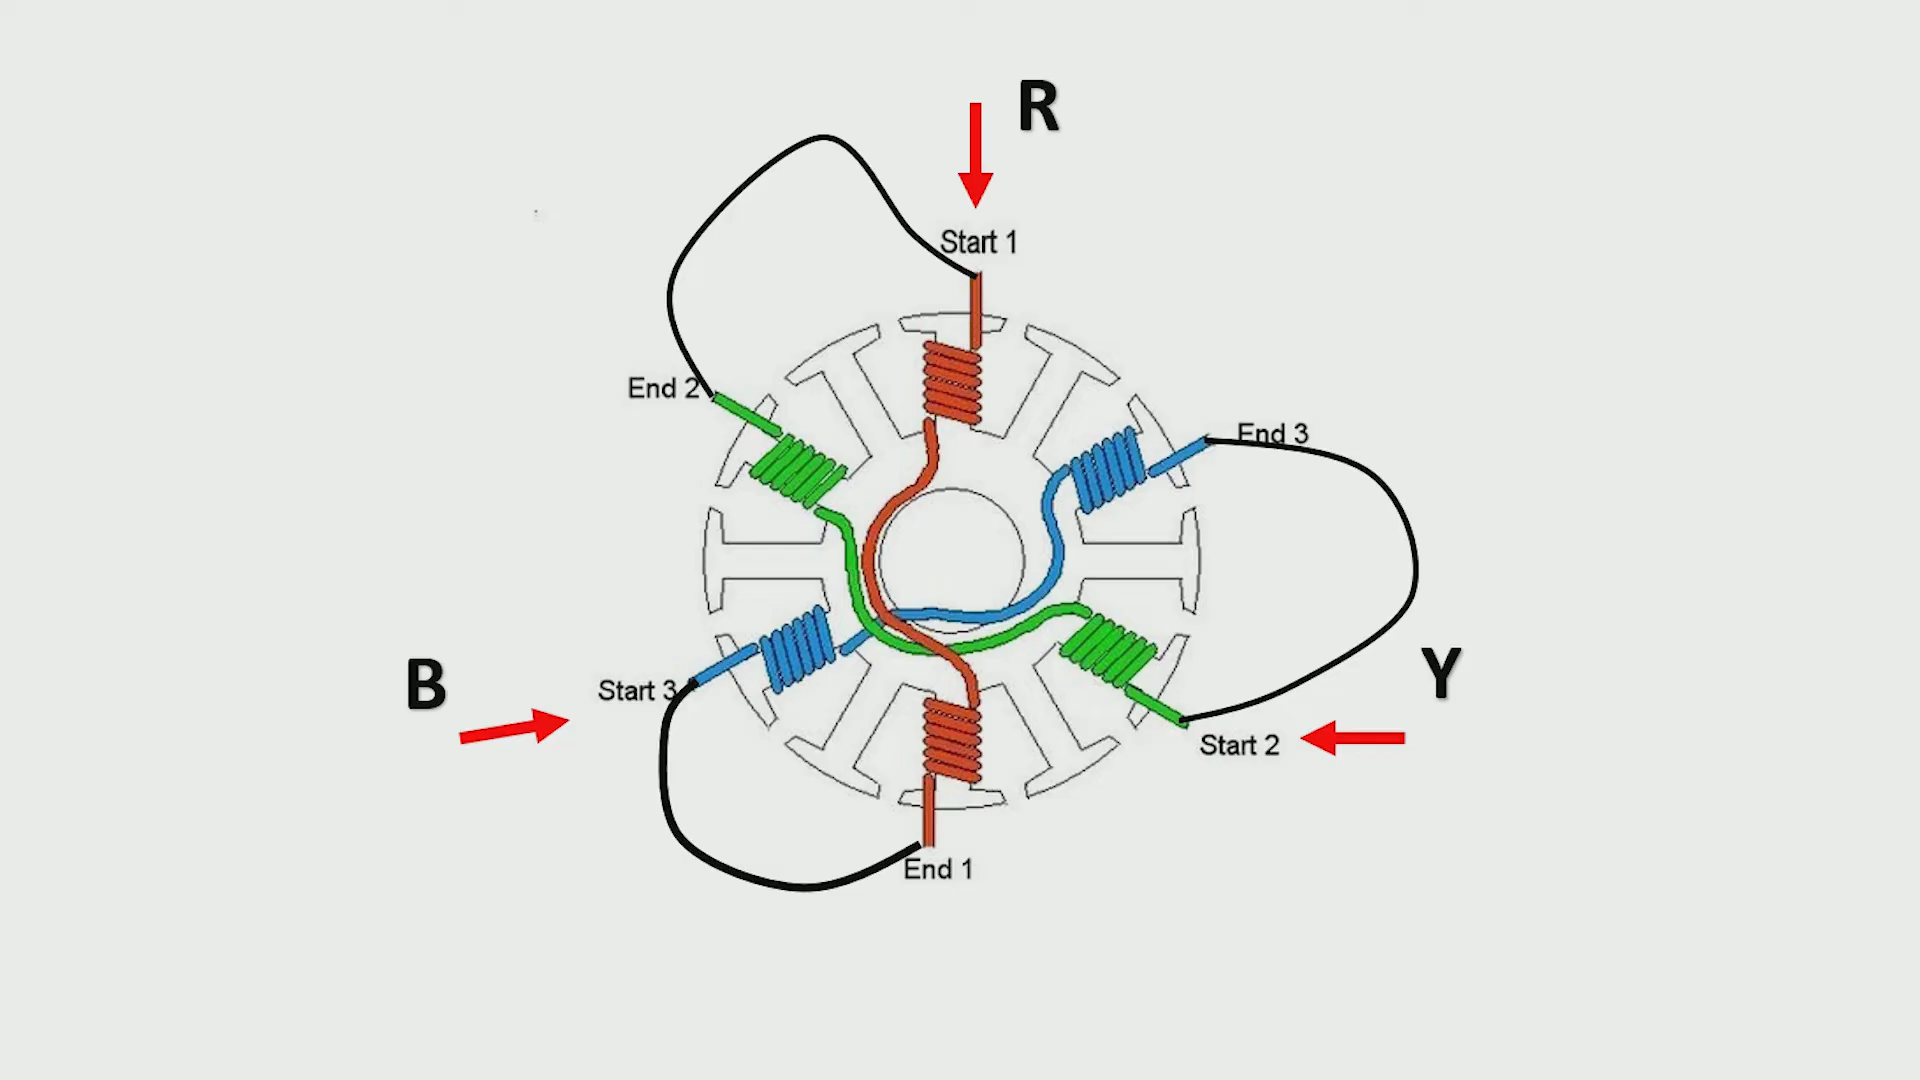 R
Start 1
End 2
End 3
B
Start 3
Y
Start 2
End 1